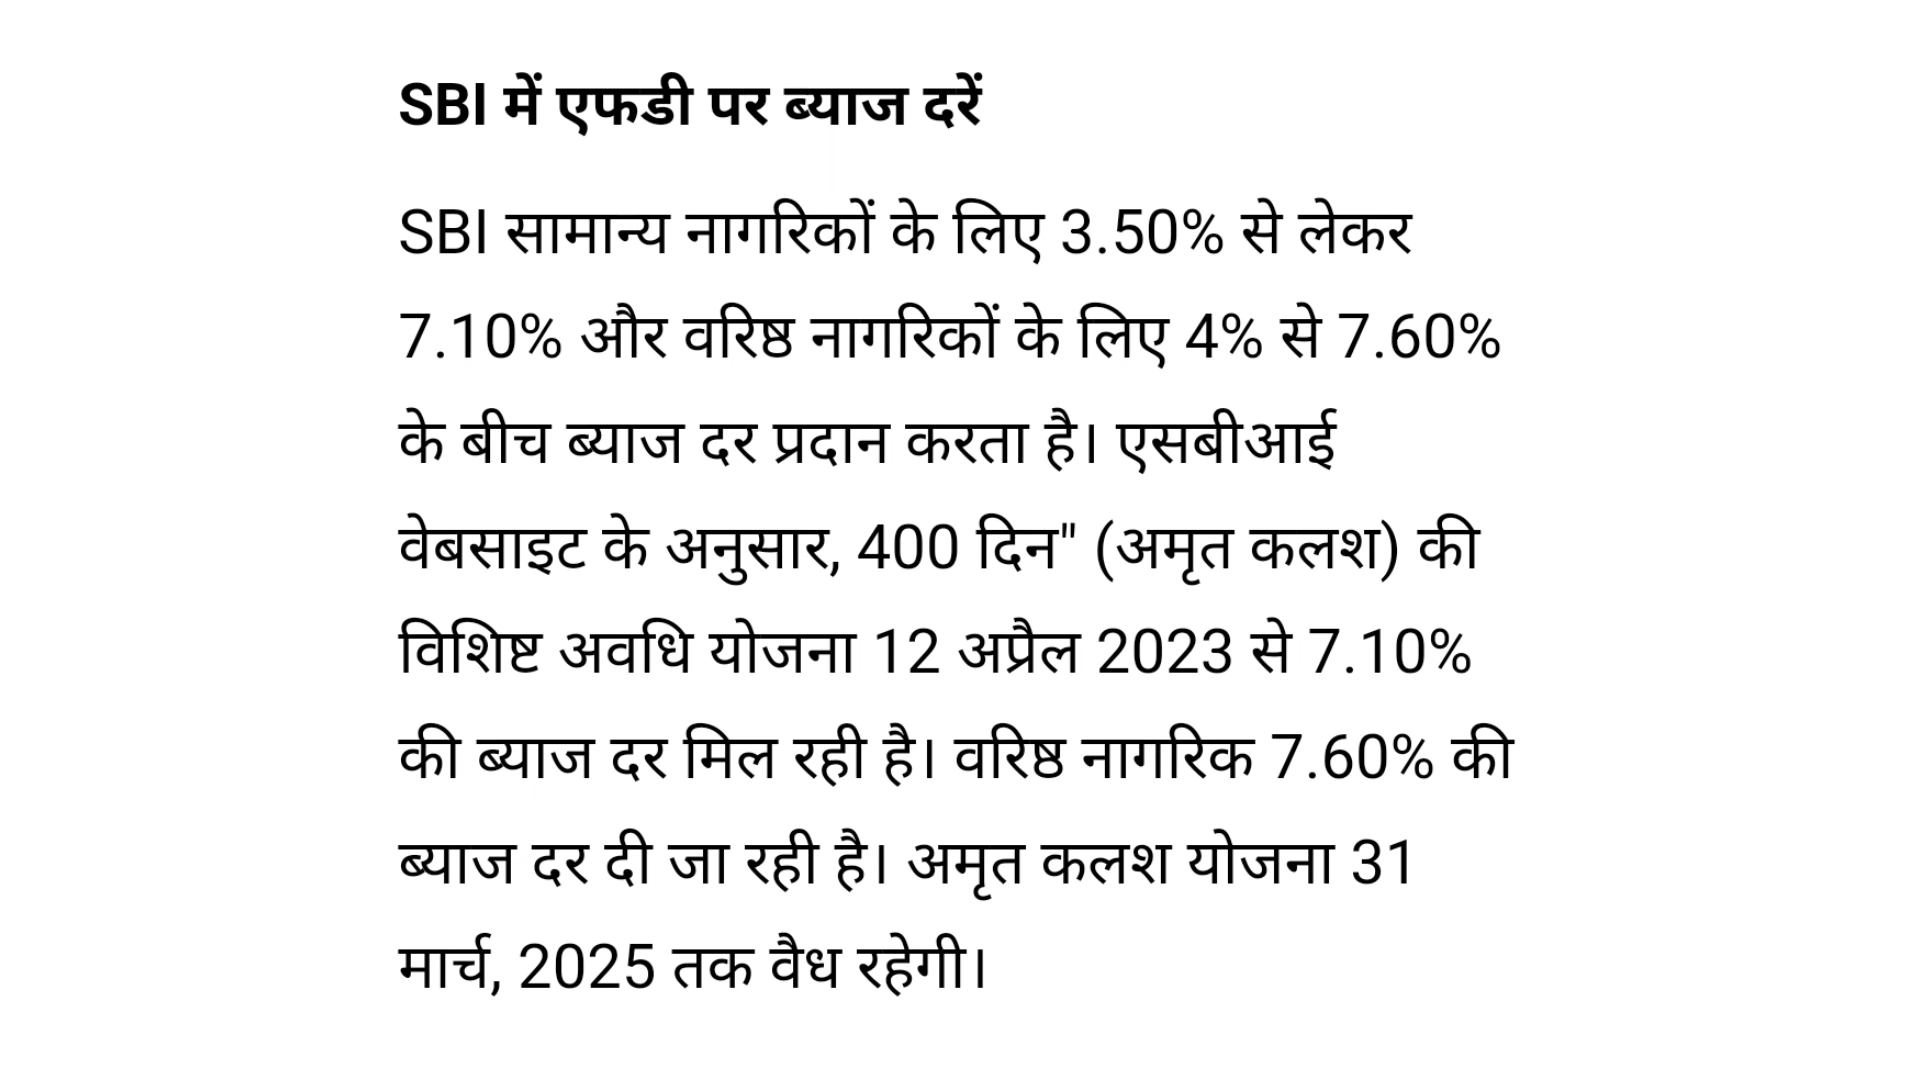 SBI में एफडी पर ब्याज दरें
SBI सामान्य नागरिकों के लिए 3.50% से लेकर
7.10% और वरिष्ठ नागरिकों के लिए 4% से 7.60%
के बीच ब्याज दर प्रदान करता है। एसबीआई
वेबसाइट के अनुसार, 400 दिन" (अमृत कलश) की
विशिष्ट अवधि योजना 12 अप्रैल 2023 से 7.10%
की ब्याज दर मिल रही है। वरिष्ठ नागरिक 7.60% की
ब्याज दर दी जा रही है। अमृत कलश योजना 31
मार्च, 2025 तक वैध रहेगी।